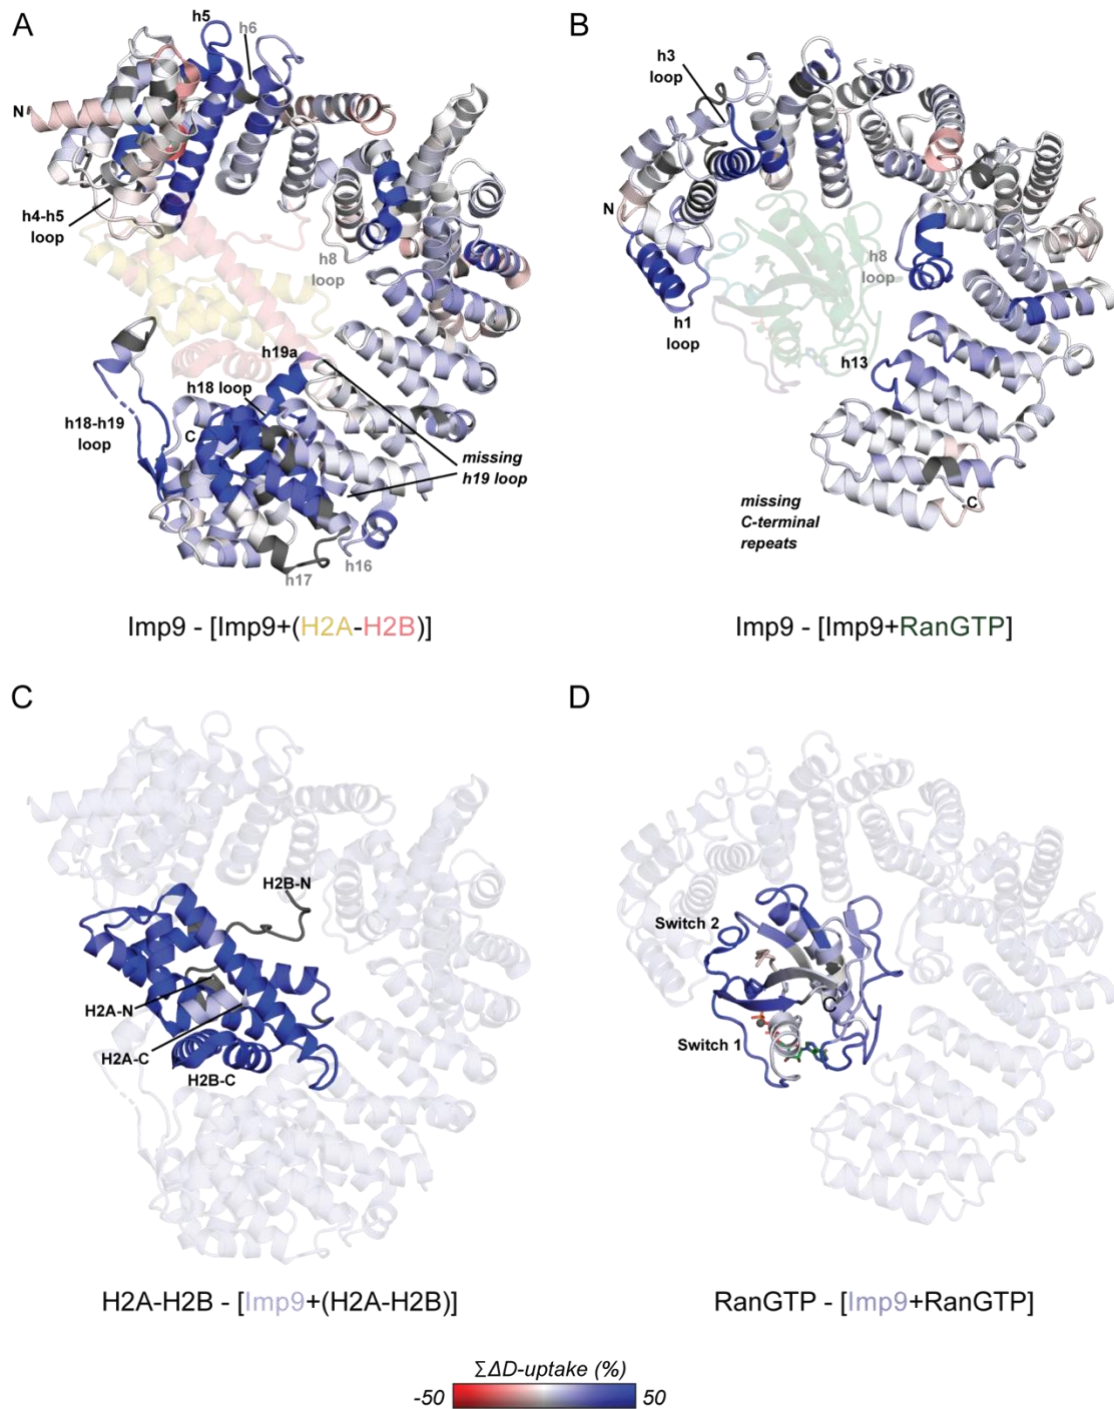 A
h5
h6
N
h4-h5
loop
h8
loop
h19a
h18 loop
h18-h19
loop
C
missing
h19 loop
h16
h17
Imp9 - [Imp9+(H2A-H2B)]
B
h3
loop
N
h8
loop
h1
loop
h13
C
missing
C-terminal
repeats
Imp9 - [Imp9+RanGTP]
C
H2B-N
H2A-N
H2A-C
H2B-C
H2A-H2B - [Imp9+(H2A-H2B)]
D
Switch 2
C
Switch 1
RanGTP - [Imp9+RanGTP]
ΣΔD-uptake (%)
-50 50